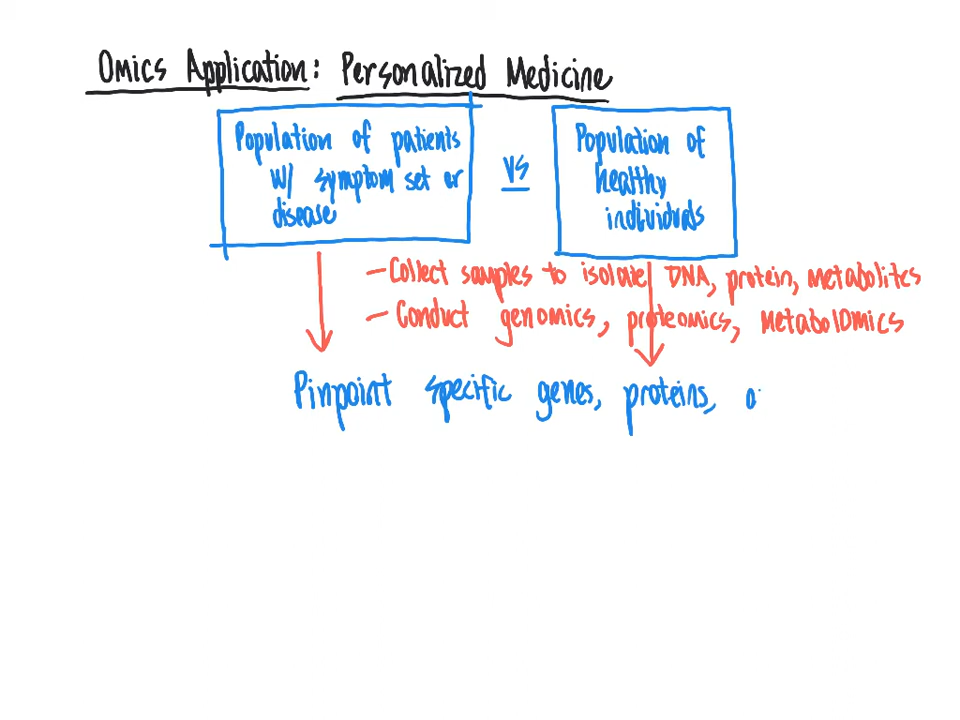 Omics Application: Personalized Medicine
Population of patients
w/ symptom set or
disease
vs
Population of
healthy
individuals
- Collect samples to isolate DNA, protein, metabolites
- Conduct genomics, proteomics, metabolomics
Pinpoint specific genes, proteins, o